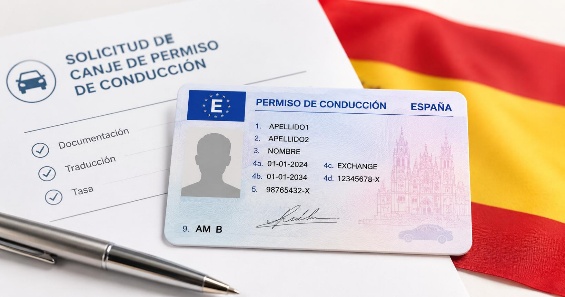 SOLICITUD DE
CANJE DE PERMISO
DE CONDUCCIÓN
Documentación
Traducción
Tasa
E PERMISO DE CONDUCCIÓN ESPAÑA
1. APELLIDO1
2. APELLIDO2
3. NOMBRE
4a. 01-01-2024 4c. EXCHANGE
4b. 01-01-2034 4d. 12345678-X
5. 98765432-X
9. AM B